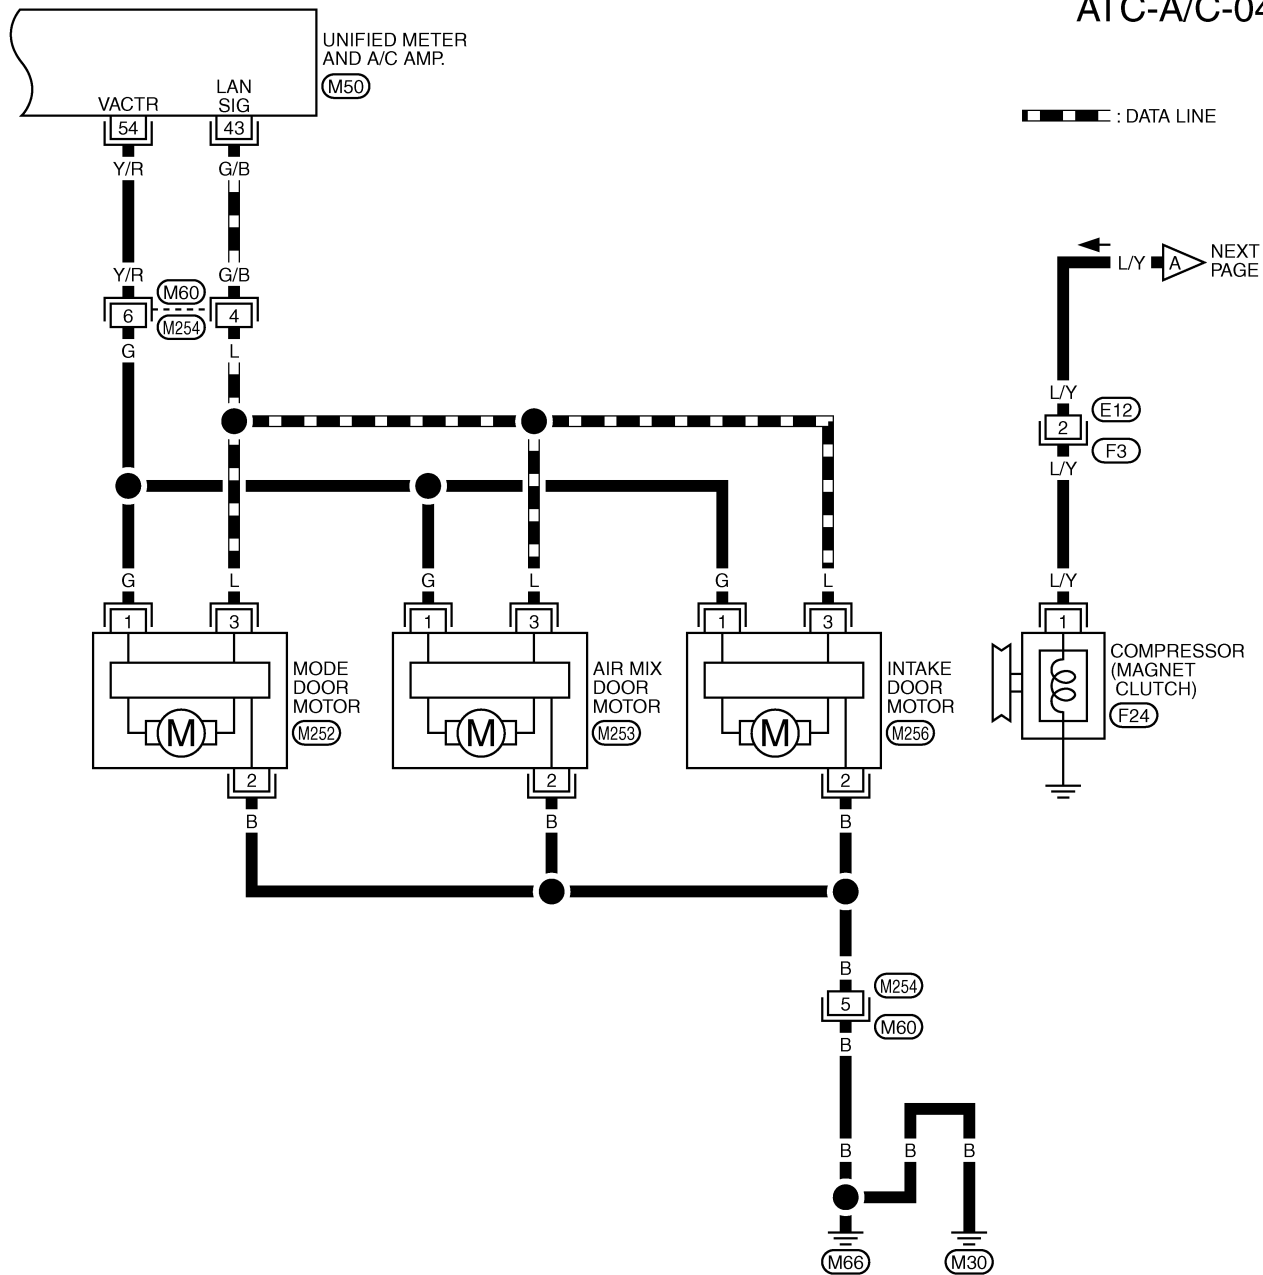 ATC-A/C-04
UNIFIED METER
AND A/C AMP.
M50
VACTR
LAN
SIG
54
43
: DATA LINE
Y/R
G/B
Y/R
G/B
M60
6
4
M254
G
L
L/Y
A
NEXT
PAGE
L/Y
E12
2
F3
L/Y
G
L
G
L
G
L
L/Y
1
3
1
3
1
3
1
MODE
DOOR
MOTOR
M252
M
AIR MIX
DOOR
MOTOR
M253
M
INTAKE
DOOR
MOTOR
M256
M
COMPRESSOR
(MAGNET
CLUTCH)
F24
2
2
2
B
B
B
B
M254
5
M60
B
B
B
B
M66
M30